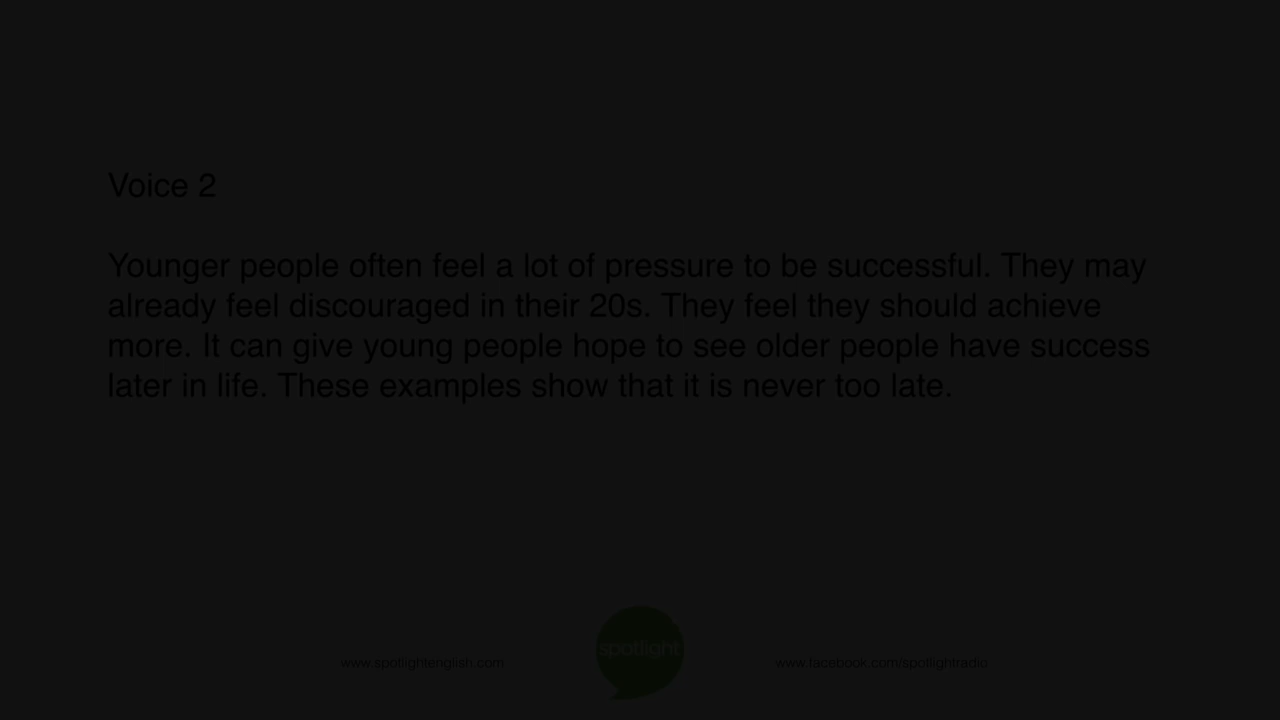 Voice 2
Younger people often feel a lot of pressure to be successful. They may
already feel discouraged in their 20s. They feel they should achieve
more. It can give young people hope to see older people have success
later in life. These examples show that it is never too late.
spotlight
www.spotlightenglish.com
www.facebook.com/spotlightradio